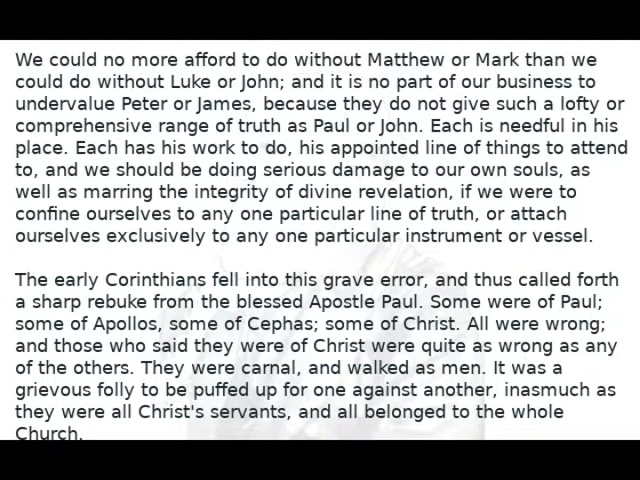 We could no more afford to do without Matthew or Mark than we
could do without Luke or John; and it is no part of our business to
undervalue Peter or James, because they do not give such a lofty or
comprehensive range of truth as Paul or John. Each is needful in his
place. Each has his work to do, his appointed line of things to attend
to, and we should be doing serious damage to our own souls, as
well as marring the integrity of divine revelation, if we were to
confine ourselves to any one particular line of truth, or attach
ourselves exclusively to any one particular instrument or vessel.

The early Corinthians fell into this grave error, and thus called forth
a sharp rebuke from the blessed Apostle Paul. Some were of Paul;
some of Apollos, some of Cephas; some of Christ. All were wrong;
and those who said they were of Christ were quite as wrong as any
of the others. They were carnal, and walked as men. It was a
grievous folly to be puffed up for one against another, inasmuch as
they were all Christ's servants, and all belonged to the whole
Church.